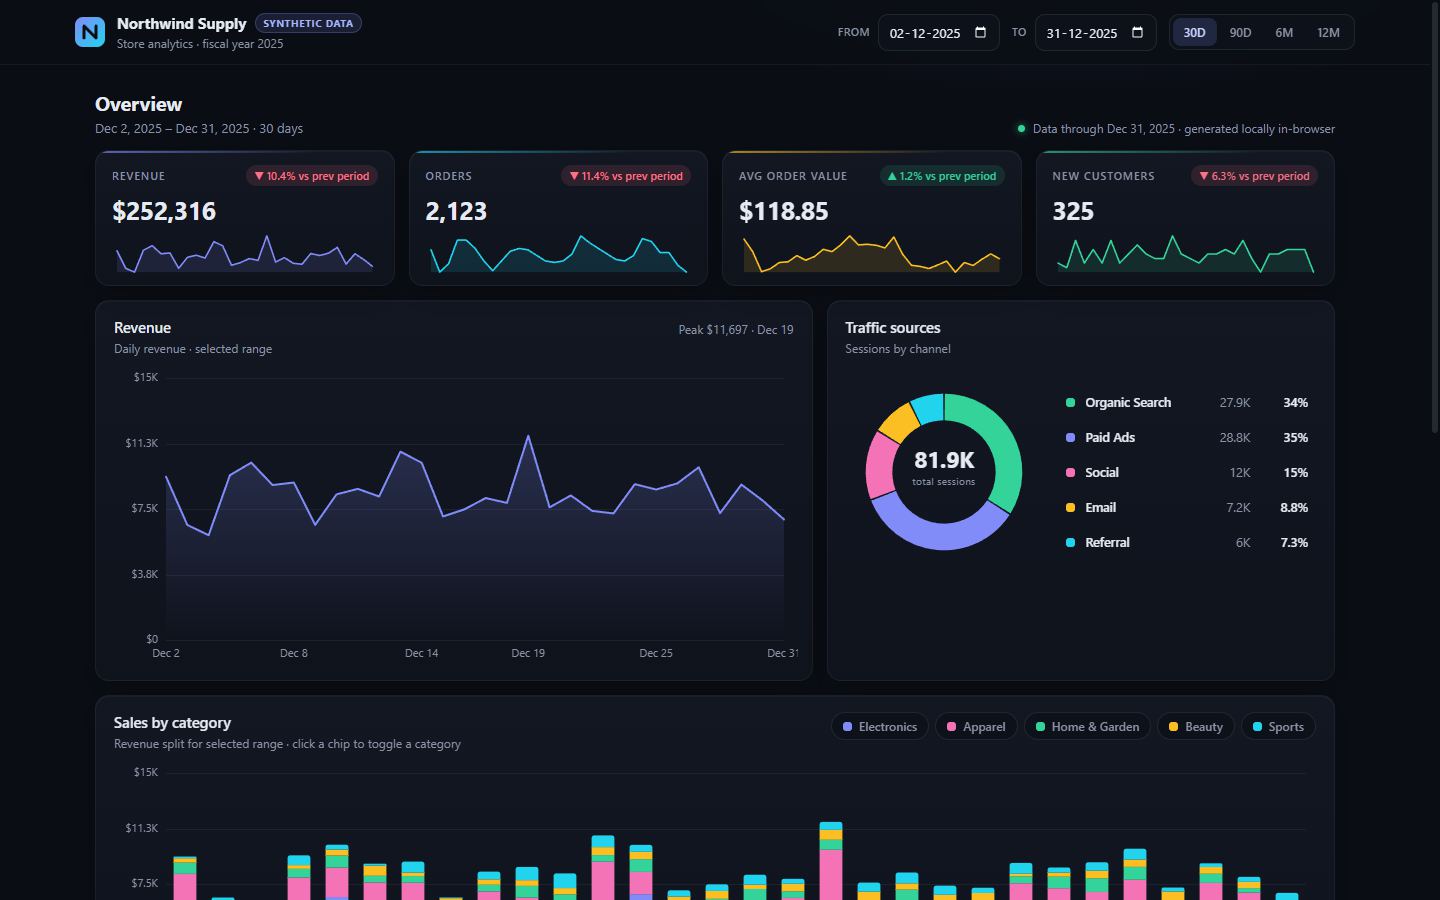 N Northwind Supply SYNTHETIC DATA
Store analytics · fiscal year 2025
FROM 02-12-2025 TO 31-12-2025 30D 90D 6M 12M
Overview
Dec 2, 2025 – Dec 31, 2025 · 30 days
Data through Dec 31, 2025 · generated locally in-browser
REVENUE ▼ 10.4% vs prev period
$252,316
ORDERS ▼ 11.4% vs prev period
2,123
AVG ORDER VALUE ▲ 1.2% vs prev period
$118.85
NEW CUSTOMERS ▼ 6.3% vs prev period
325
Revenue
Peak $11,697 · Dec 19
Daily revenue · selected range
$15K
$11.3K
$7.5K
$3.8K
$0
Dec 2 Dec 8 Dec 14 Dec 19 Dec 25 Dec 31
Traffic sources
Sessions by channel
81.9K
total sessions
Organic Search 27.9K 34%
Paid Ads 28.8K 35%
Social 12K 15%
Email 7.2K 8.8%
Referral 6K 7.3%
Sales by category
Revenue split for selected range · click a chip to toggle a category
Electronics Apparel Home & Garden Beauty Sports
$15K
$11.3K
$7.5K